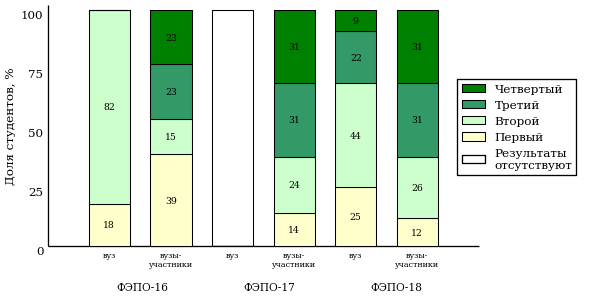 100
75
50
25
0
Доля студентов, %
82
18
23
23
15
39
31
31
24
14
9
22
44
25
31
31
26
12
вуз
вузы-
участники
вуз
вузы-
участники
вуз
вузы-
участники
ФЭПО-16
ФЭПО-17
ФЭПО-18
Четвертый
Третий
Второй
Первый
Результаты
отсутствуют